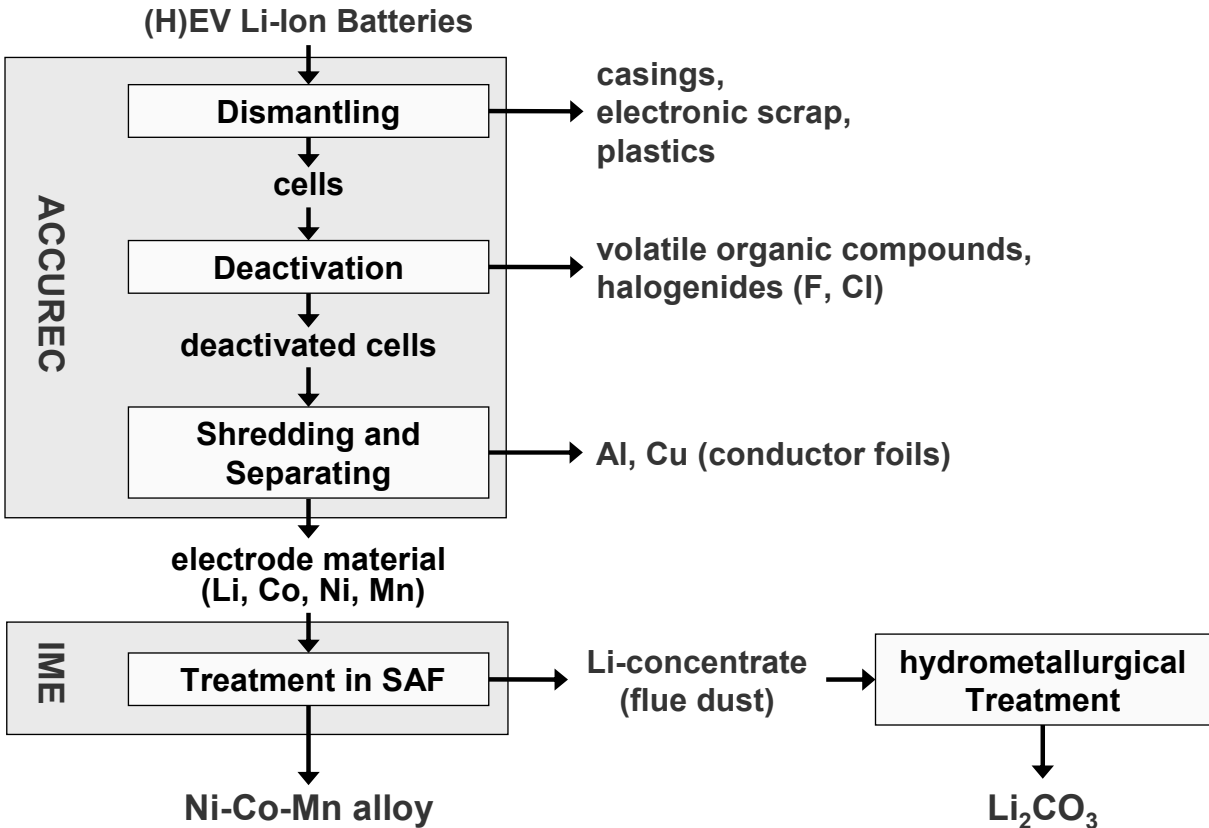 (H)EV Li-Ion Batteries
ACCUREC
Dismantling
casings,
electronic scrap,
plastics
cells
Deactivation
volatile organic compounds,
halogenides (F, Cl)
deactivated cells
Shredding and
Separating
Al, Cu (conductor foils)
electrode material
(Li, Co, Ni, Mn)
IME
Treatment in SAF
Li-concentrate
(flue dust)
hydrometallurgical
Treatment
Ni-Co-Mn alloy
Li₂CO₃